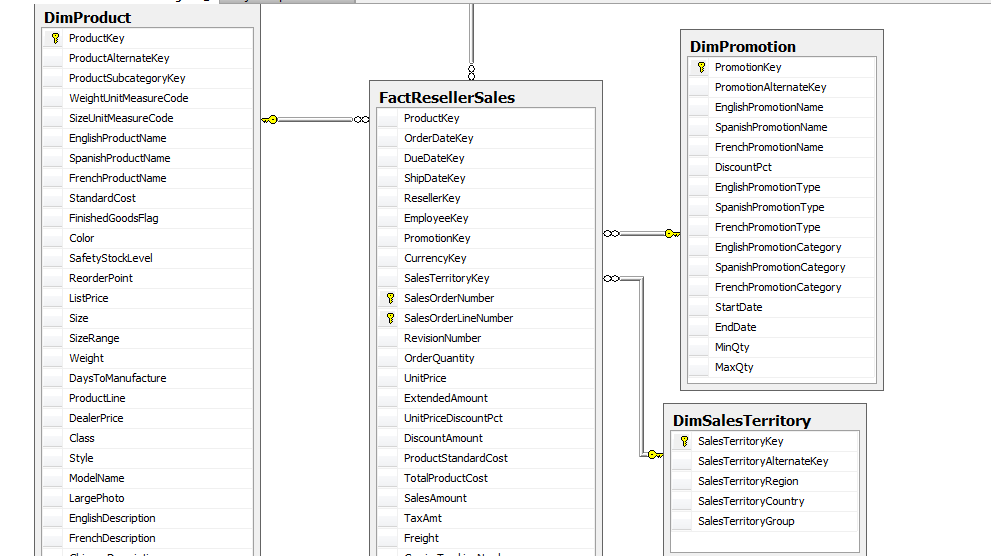 DimProduct
ProductKey
ProductAlternateKey
ProductSubcategoryKey
WeightUnitMeasureCode
SizeUnitMeasureCode
EnglishProductName
SpanishProductName
FrenchProductName
StandardCost
FinishedGoodsFlag
Color
SafetyStockLevel
ReorderPoint
ListPrice
Size
SizeRange
Weight
DaysToManufacture
ProductLine
DealerPrice
Class
Style
ModelName
LargePhoto
EnglishDescription
FrenchDescription
FactResellerSales
ProductKey
OrderDateKey
DueDateKey
ShipDateKey
ResellerKey
EmployeeKey
PromotionKey
CurrencyKey
SalesTerritoryKey
SalesOrderNumber
SalesOrderLineNumber
RevisionNumber
OrderQuantity
UnitPrice
ExtendedAmount
UnitPriceDiscountPct
DiscountAmount
ProductStandardCost
TotalProductCost
SalesAmount
TaxAmt
Freight
DimPromotion
PromotionKey
PromotionAlternateKey
EnglishPromotionName
SpanishPromotionName
FrenchPromotionName
DiscountPct
EnglishPromotionType
SpanishPromotionType
FrenchPromotionType
EnglishPromotionCategory
SpanishPromotionCategory
FrenchPromotionCategory
StartDate
EndDate
MinQty
MaxQty
DimSalesTerritory
SalesTerritoryKey
SalesTerritoryAlternateKey
SalesTerritoryRegion
SalesTerritoryCountry
SalesTerritoryGroup